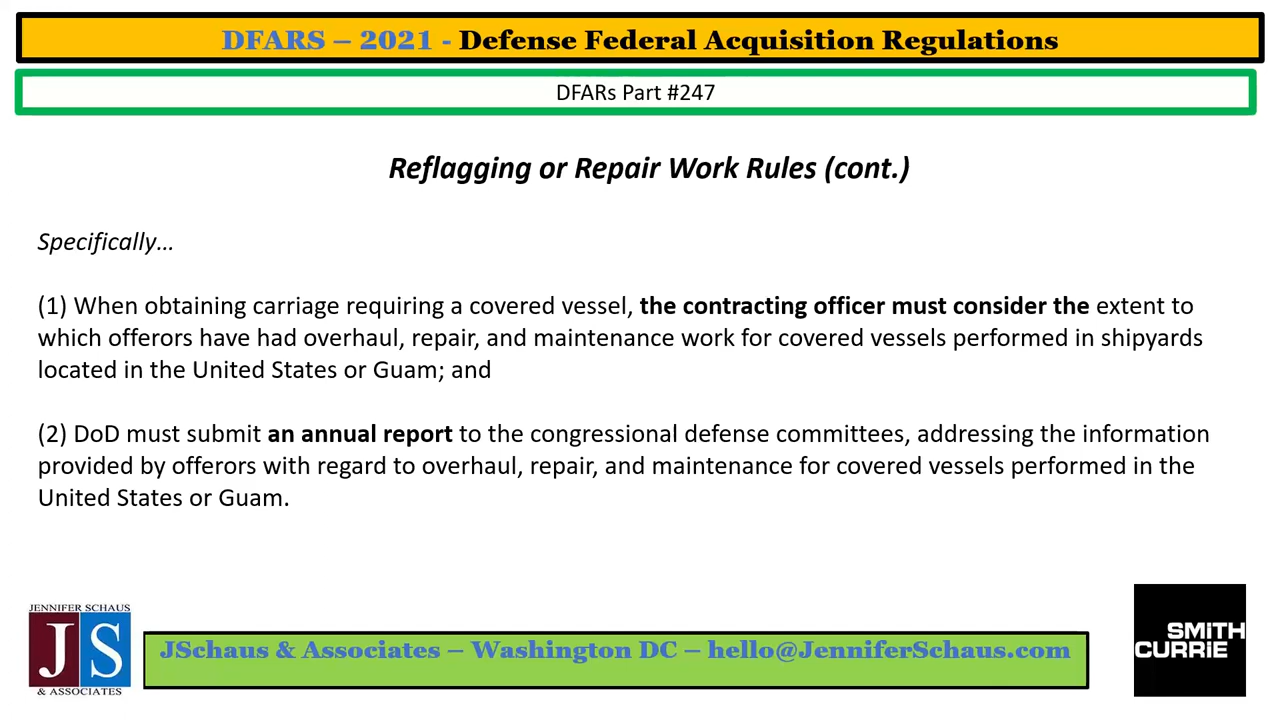 DFARS – 2021 - Defense Federal Acquisition Regulations
DFARs Part #247
Reflagging or Repair Work Rules (cont.)
Specifically…
(1) When obtaining carriage requiring a covered vessel, the contracting officer must consider the extent to
which offerors have had overhaul, repair, and maintenance work for covered vessels performed in shipyards
located in the United States or Guam; and
(2) DoD must submit an annual report to the congressional defense committees, addressing the information
provided by offerors with regard to overhaul, repair, and maintenance for covered vessels performed in the
United States or Guam.
JENNIFER SCHAUS
JS
& ASSOCIATES
JSchaus & Associates – Washington DC – hello@JenniferSchaus.com
SMITH
CURRIE